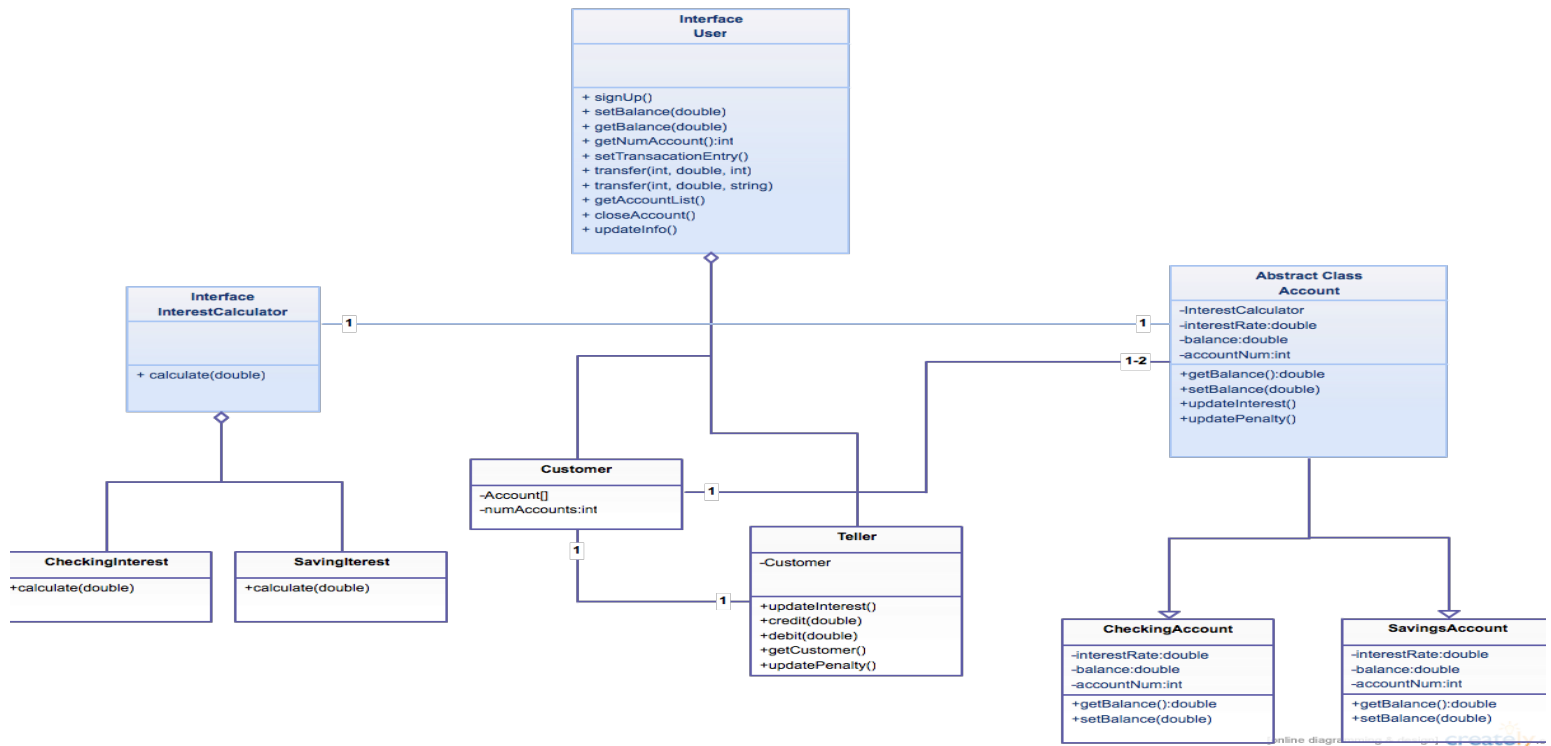 Interface
User
+ signUp()
+ setBalance(double)
+ getBalance(double)
+ getNumAccount():int
+ setTransacationEntry()
+ transfer(int, double, int)
+ transfer(int, double, string)
+ getAccountList()
+ closeAccount()
+ updateInfo()
Interface
InterestCalculator
+ calculate(double)
1
1
1-2
Abstract Class
Account
-InterestCalculator
-interestRate:double
-balance:double
-accountNum:int
+getBalance():double
+setBalance(double)
+updateInterest()
+updatePenalty()
Customer
-Account[]
-numAccounts:int
1
1
1
Teller
-Customer
+updateInterest()
+credit(double)
+debit(double)
+getCustomer()
+updatePenalty()
CheckingInterest
+calculate(double)
SavingIterest
+calculate(double)
CheckingAccount
-interestRate:double
-balance:double
-accountNum:int
+getBalance():double
+setBalance(double)
SavingsAccount
-interestRate:double
-balance:double
-accountNum:int
+getBalance():double
+setBalance(double)
[online diagramming & design] creately